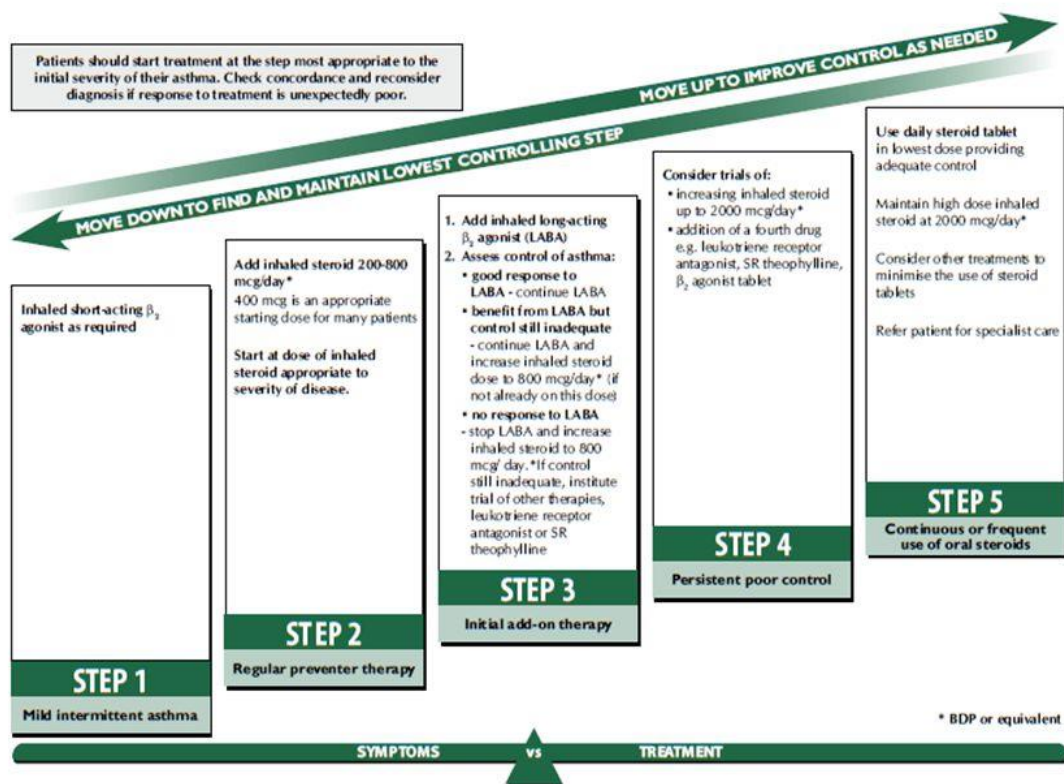 Patients should start treatment at the step most appropriate to the
initial severity of their asthma. Check concordance and reconsider
diagnosis if response to treatment is unexpectedly poor.
MOVE UP TO IMPROVE CONTROL AS NEEDED
MOVE DOWN TO FIND AND MAINTAIN LOWEST CONTROLLING STEP
Inhaled short-acting β₂
agonist as required
STEP 1
Mild intermittent asthma
Add inhaled steroid 200-800
mcg/day*
400 mcg is an appropriate
starting dose for many patients
Start at dose of inhaled
steroid appropriate to
severity of disease.
STEP 2
Regular preventer therapy
1. Add inhaled long-acting
β₂ agonist (LABA)
2. Assess control of asthma:
• good response to
LABA - continue LABA
• benefit from LABA but
control still inadequate
- continue LABA and
increase inhaled steroid
dose to 800 mcg/day* (if
not already on this dose)
• no response to LABA
- stop LABA and increase
inhaled steroid to 800
mcg/ day.*If control
still inadequate, institute
trial of other therapies,
leukotriene receptor
antagonist or SR
theophylline
STEP 3
Initial add-on therapy
Consider trials of:
• increasing inhaled steroid
up to 2000 mcg/day*
• addition of a fourth drug
e.g. leukotriene receptor
antagonist, SR theophylline,
β₂ agonist tablet
STEP 4
Persistent poor control
Use daily steroid tablet
in lowest dose providing
adequate control
Maintain high dose inhaled
steroid at 2000 mcg/day*
Consider other treatments to
minimise the use of steroid
tablets
Refer patient for specialist care
STEP 5
Continuous or frequent
use of oral steroids
* BDP or equivalent
SYMPTOMS vs TREATMENT